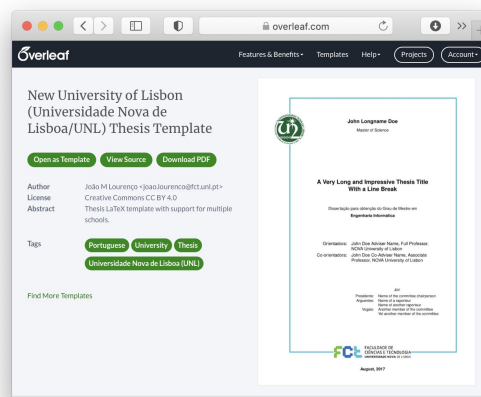 overleaf.com
Overleaf
Features & Benefits
Templates
Help
Projects
Account
New University of Lisbon
(Universidade Nova de
Lisboa/UNL) Thesis Template
Open as Template
View Source
Download PDF
Author João M Lourenço <joao.lourenco@fct.unl.pt>
License Creative Commons CC BY 4.0
Abstract Thesis LaTeX template with support for multiple
schools.
Tags Portuguese University Thesis
Universidade Nova de Lisboa (UNL)
Find More Templates
John Longname Doe
Master of Science
A Very Long and Impressive Thesis Title
With a Line Break
Dissertação para obtenção do Grau de Mestre em
Engenharia Informática
Orientadora: John Doe Adviser Name, Full Professor,
NOVA University of Lisbon
Co-orientadora: John Doe Co-Adviser Name, Associate
Professor, NOVA University of Lisbon
Júri
Presidente: Name of the committee chairperson
Arguentes: Name of a raporteur
Name of another raporteur
Vogais: Another member of the committee
Yet another member of the committee
FCt FACULDADE DE
CIÊNCIAS E TECNOLOGIA
UNIVERSIDADE NOVA DE LISBOA
August, 2017